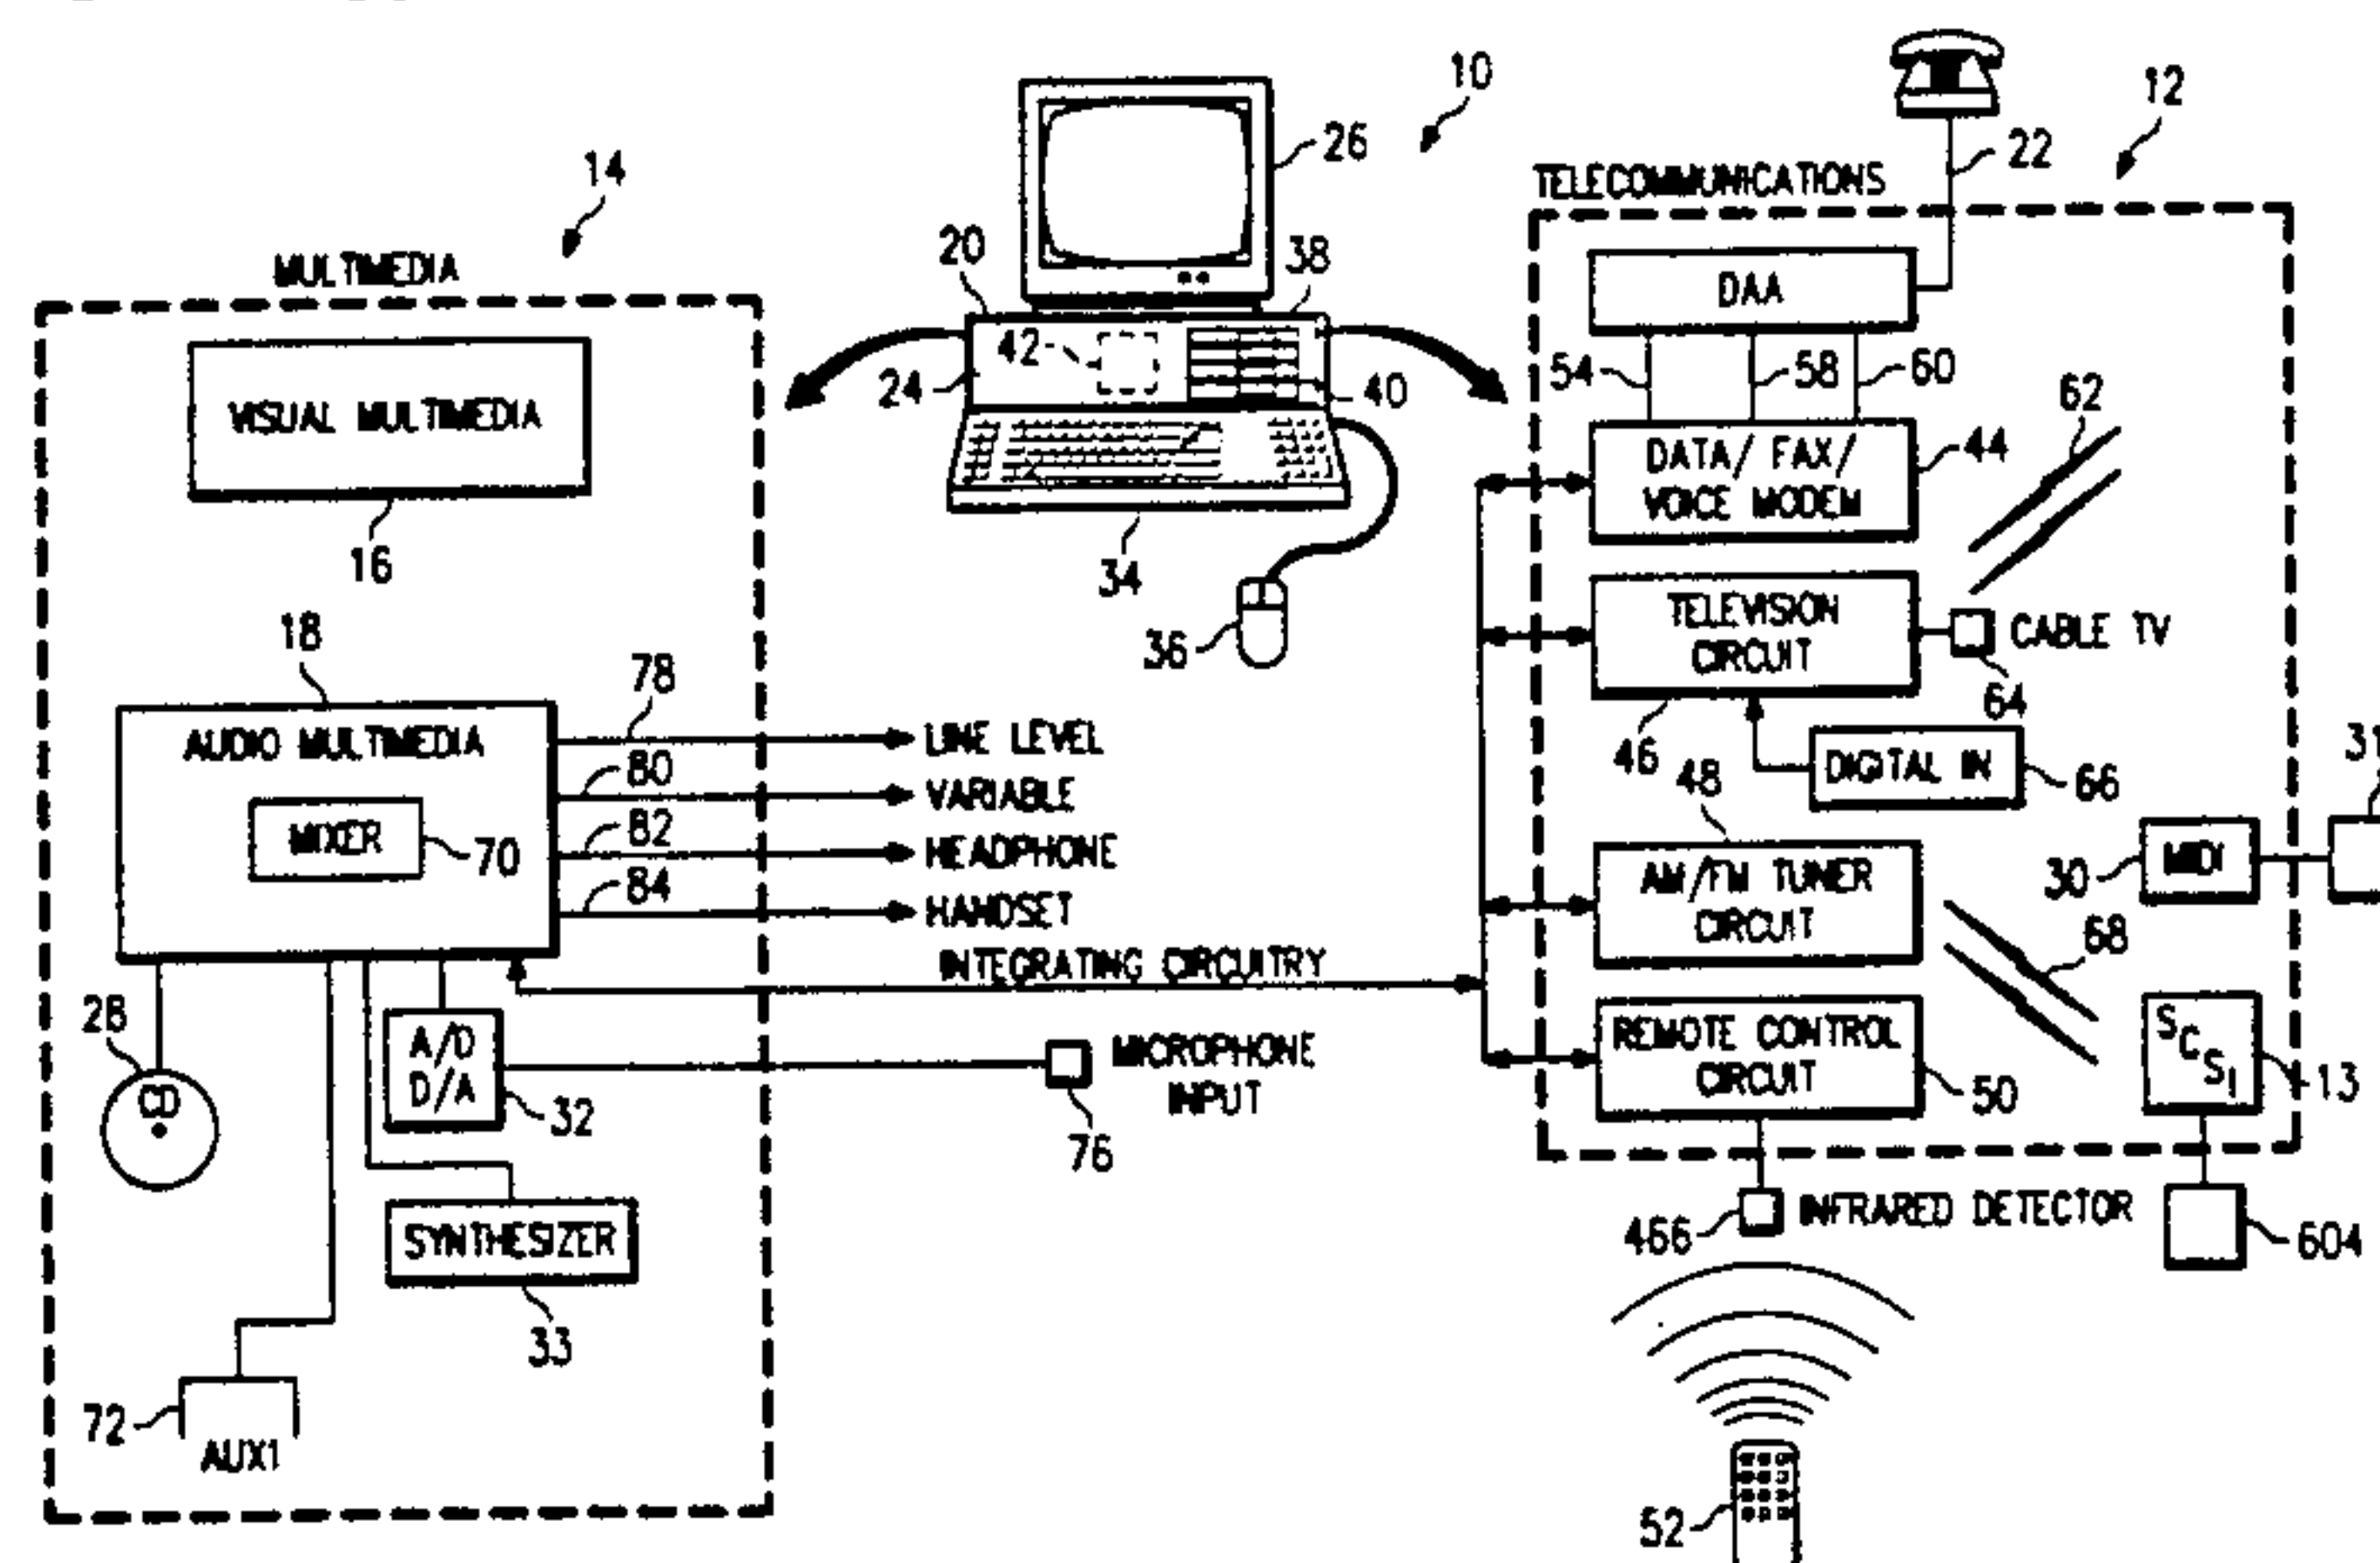 10
12
26
22
14
TELECOMMUNICATIONS
MULTIMEDIA
20
38
DAA
42
24
40
54
58
60
62
VISUAL MULTIMEDIA
DATA/ FAX/
VOICE MODEM
44
16
34
36
TELEVISION
CIRCUIT
CABLE TV
64
18
78
AUDIO MULTIMEDIA
LINE LEVEL
46
DIGITAL IN
66
31
80
VARIABLE
48
MIXER
70
82
HEADPHONE
AM/FM TUNER
CIRCUIT
30
MIDI
84
HANDSET
68
INTEGRATING CIRCUITRY
28
CD
A/D
D/A
32
MICROPHONE
INPUT
76
REMOTE CONTROL
CIRCUIT
50
SCSI
13
466
INFRARED DETECTOR
604
SYNTHESIZER
33
72
AUX1
52